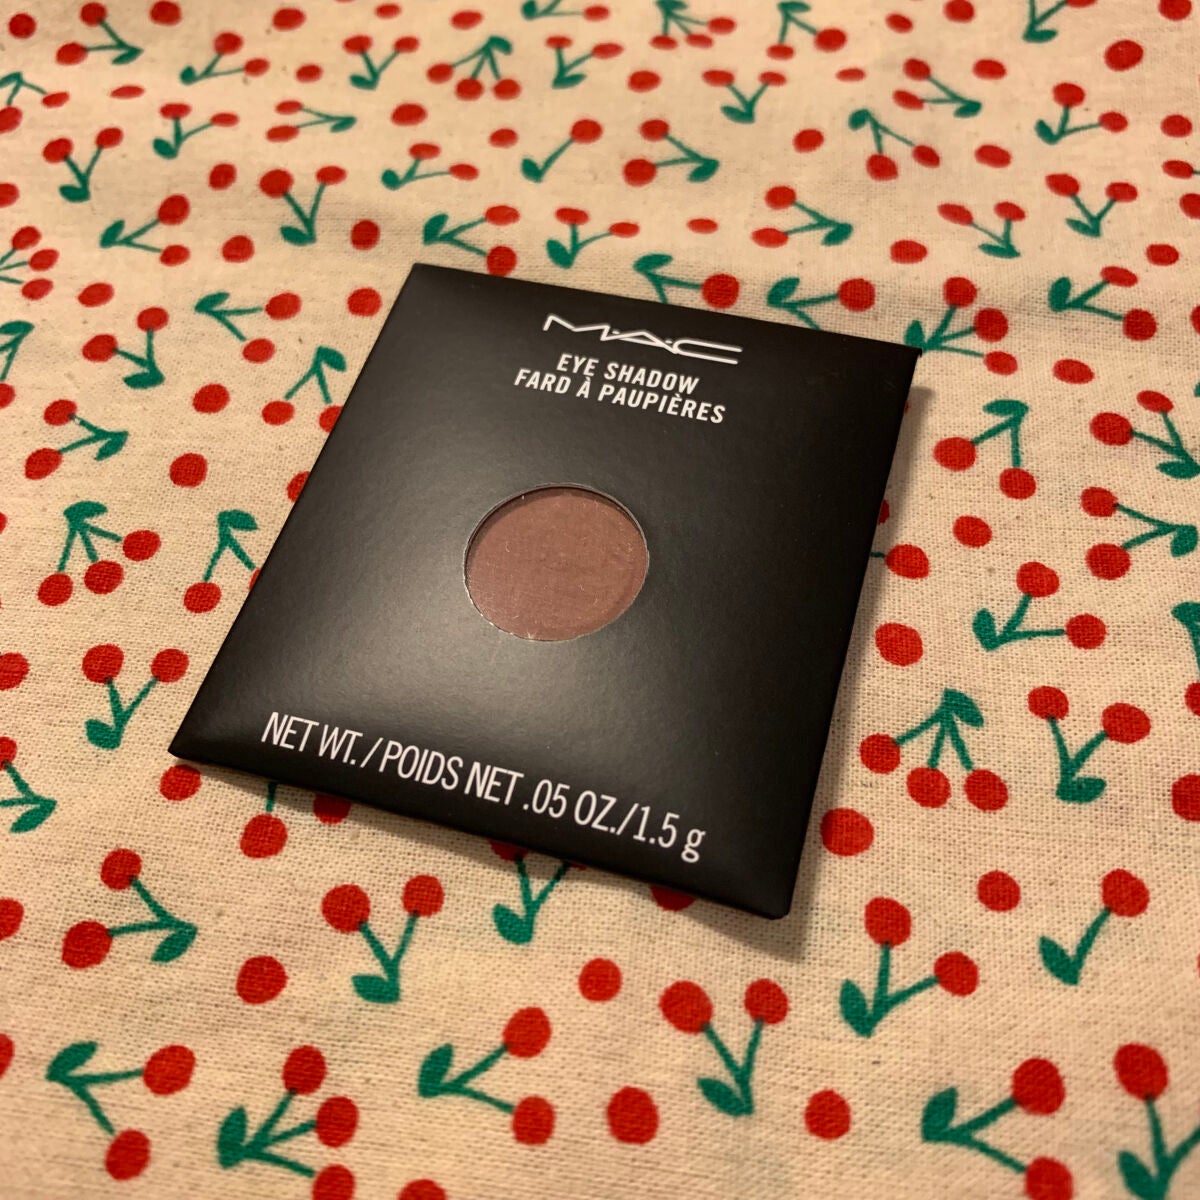 M·A·C
EYE SHADOW
FARD À PAUPIÈRES
NET WT. / POIDS NET .05 OZ./1.5 g